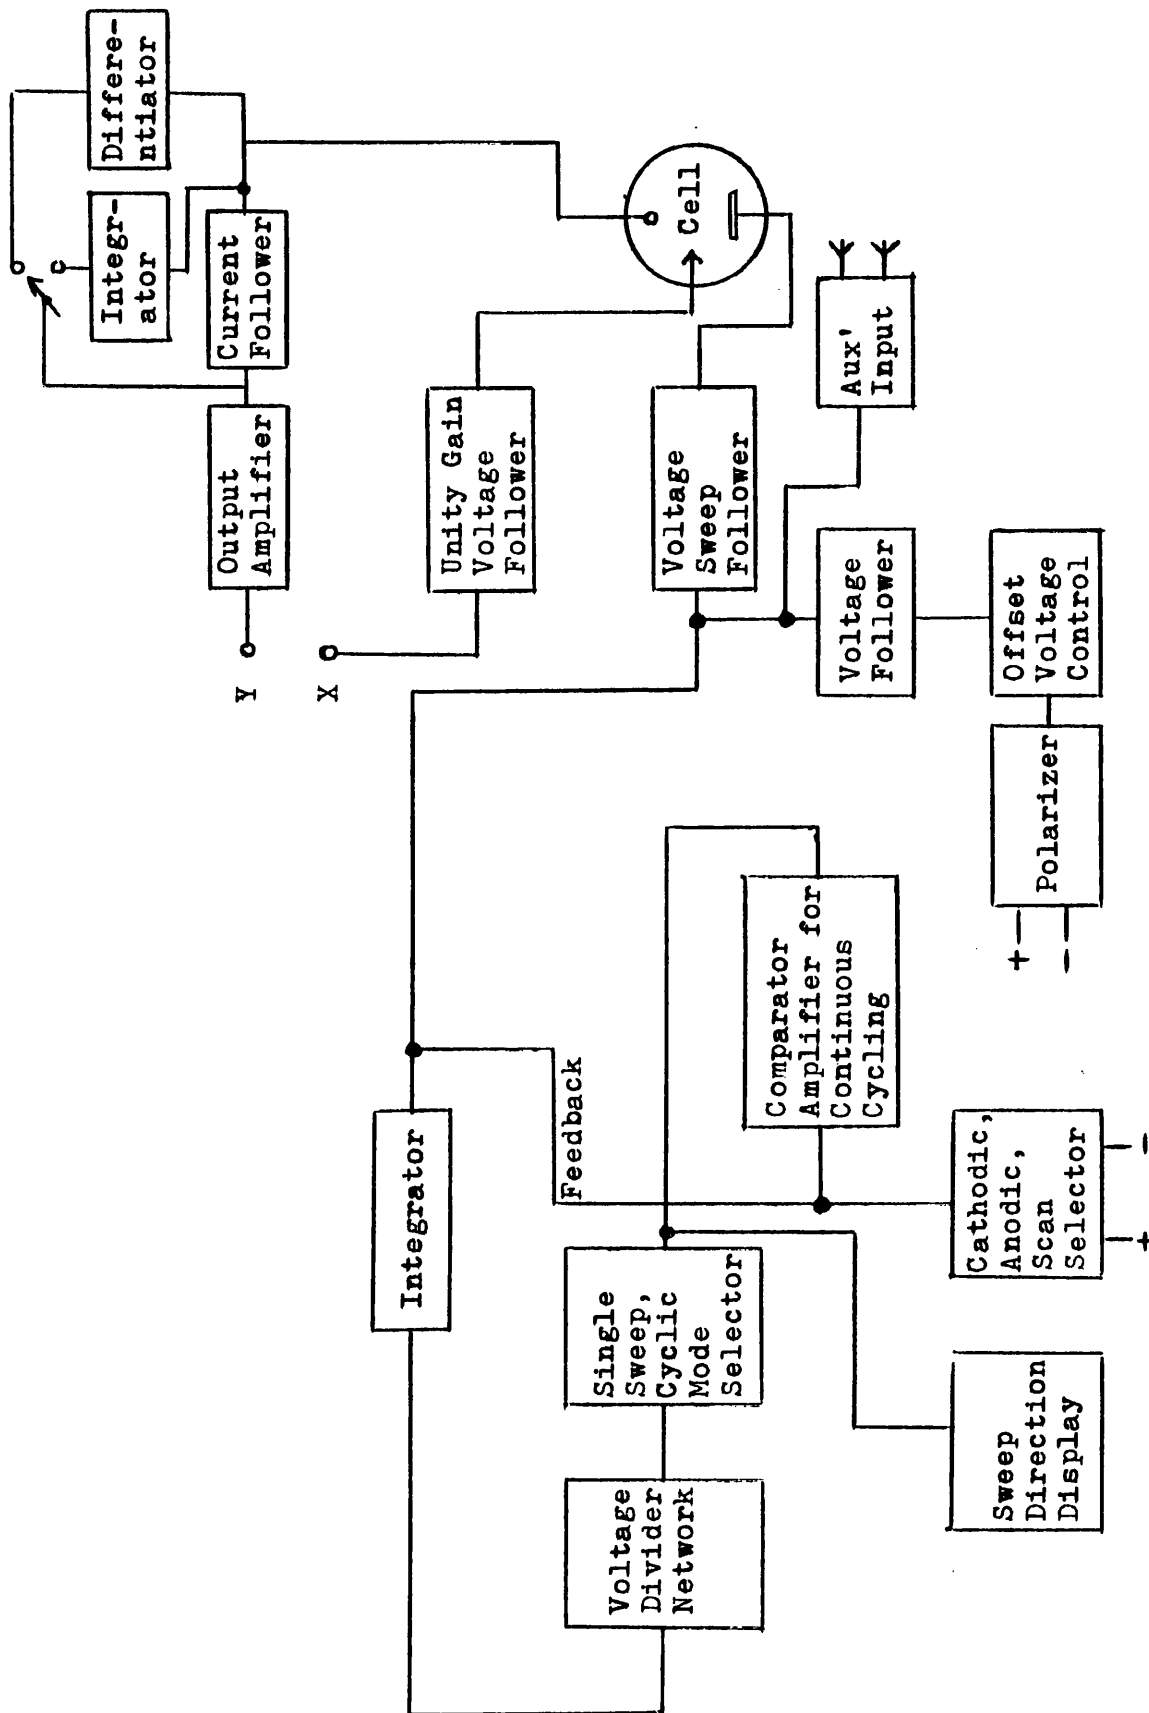 Differe-
ntiator
Integr-
ator
Current
Follower
Output
Amplifier
Y
X
Unity Gain
Voltage
Follower
Cell
Voltage
Sweep
Follower
Aux'
Input
Voltage
Follower
Offset
Voltage
Control
Polarizer
+
-
Integrator
Feedback
Comparator
Amplifier for
Continuous
Cycling
Single
Sweep,
Cyclic
Mode
Selector
Cathodic,
Anodic,
Scan
Selector
+
-
Voltage
Divider
Network
Sweep
Direction
Display